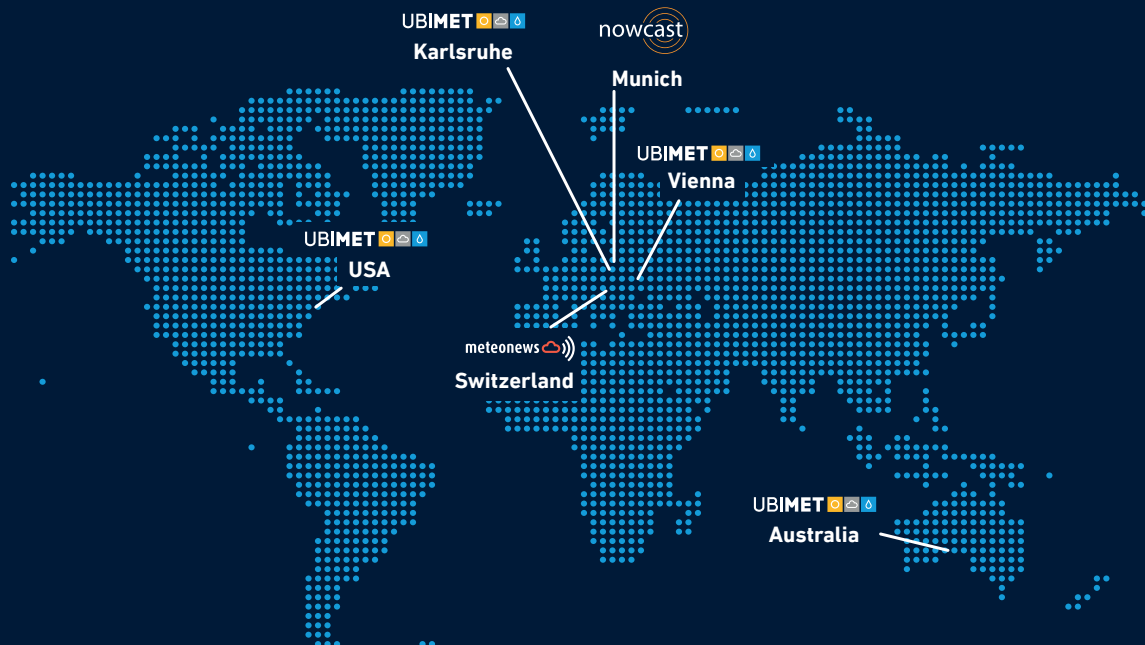 UBIMET
Karlsruhe
nowcast
Munich
UBIMET
Vienna
UBIMET
USA
meteonews
Switzerland
UBIMET
Australia